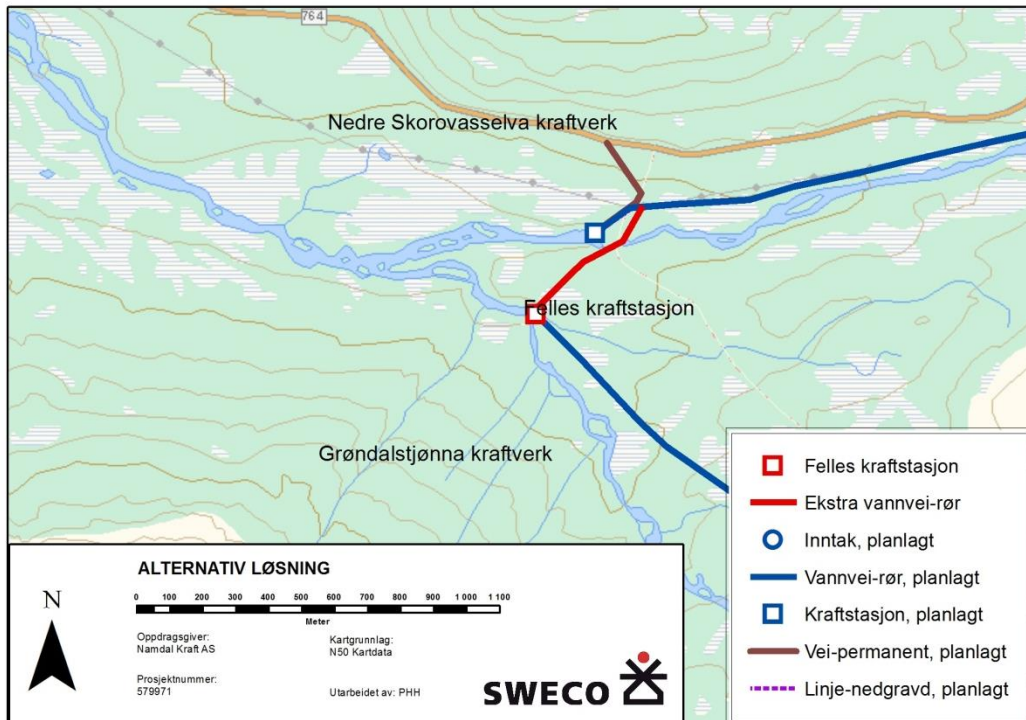 764
Nedre Skorovasselva kraftverk
Felles kraftstasjon
Grøndalstjønna kraftverk
Felles kraftstasjon
Ekstra vannvei-rør
Inntak, planlagt
Vannvei-rør, planlagt
Kraftstasjon, planlagt
Vei-permanent, planlagt
Linje-nedgravd, planlagt
N
ALTERNATIV LØSNING
0 100 200 300 400 500 600 700 800 900 1 000 1 100
Meter
Oppdragsgiver:
Namdal Kraft AS
Kartgrunnlag:
N50 Kartdata
Prosjektnummer:
579971
Utarbeidet av: PHH
SWECO